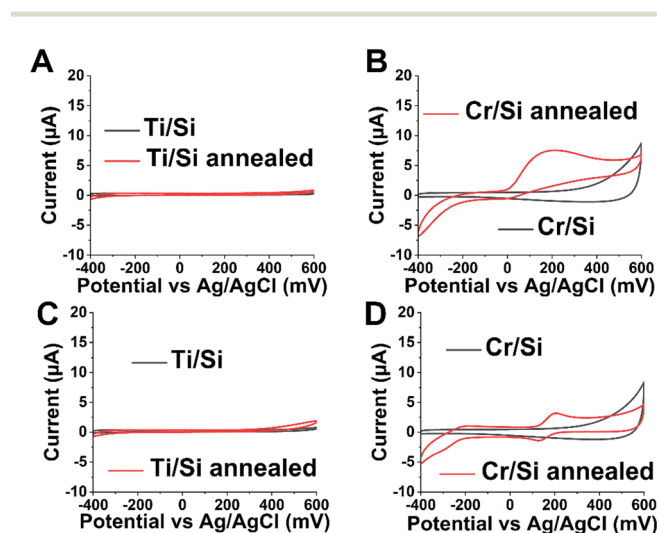 A
20
15
10
5
0
-5
-10
Current (µA)
Ti/Si
Ti/Si annealed
-400 -200 0 200 400 600
Potential vs Ag/AgCl (mV)
B
20
15
10
5
0
-5
-10
Current (µA)
Cr/Si annealed
Cr/Si
-400 -200 0 200 400 600
Potential vs Ag/AgCl (mV)
C
20
15
10
5
0
-5
-10
Current (µA)
Ti/Si
Ti/Si annealed
-400 -200 0 200 400 600
Potential vs Ag/AgCl (mV)
D
20
15
10
5
0
-5
-10
Current (µA)
Cr/Si
Cr/Si annealed
-400 -200 0 200 400 600
Potential vs Ag/AgCl (mV)